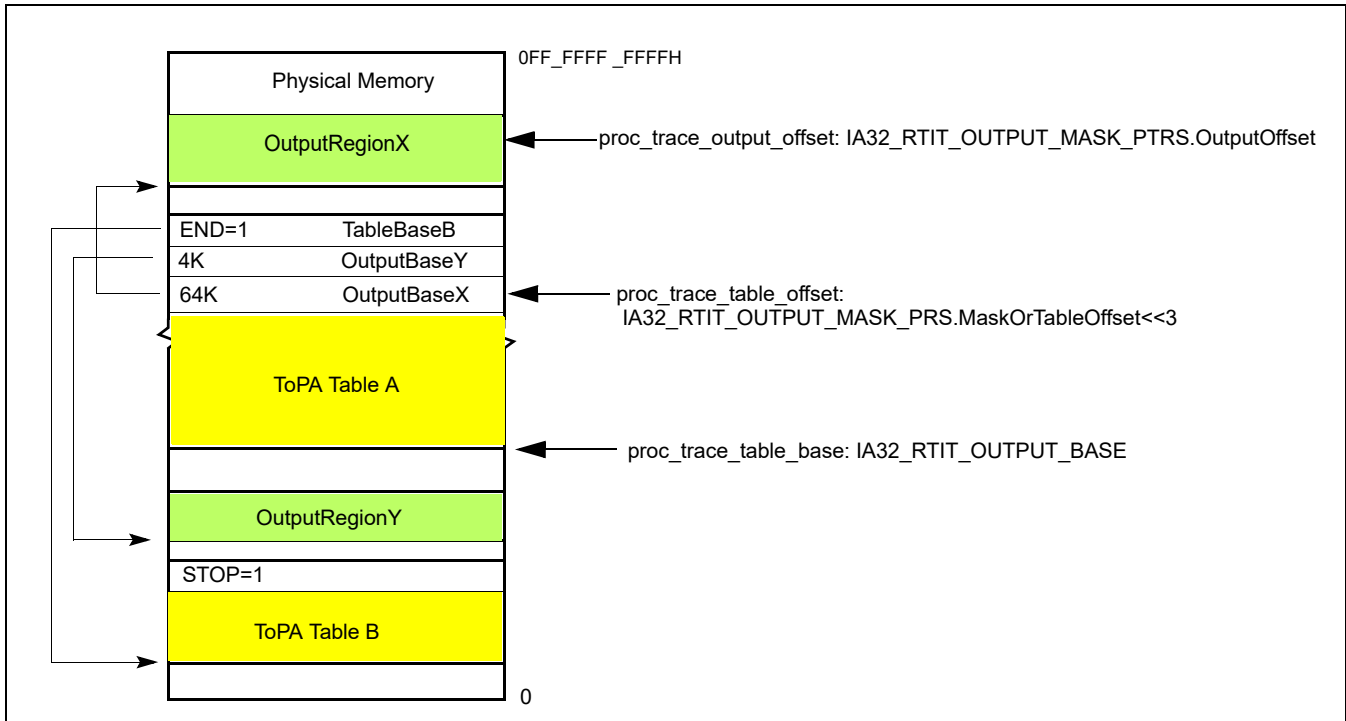 0FF_FFFF _FFFFH
Physical Memory
OutputRegionX
proc_trace_output_offset: IA32_RTIT_OUTPUT_MASK_PTRS.OutputOffset
END=1 TableBaseB
4K OutputBaseY
64K OutputBaseX
proc_trace_table_offset:
IA32_RTIT_OUTPUT_MASK_PRS.MaskOrTableOffset<<3
ToPA Table A
proc_trace_table_base: IA32_RTIT_OUTPUT_BASE
OutputRegionY
STOP=1
ToPA Table B
0